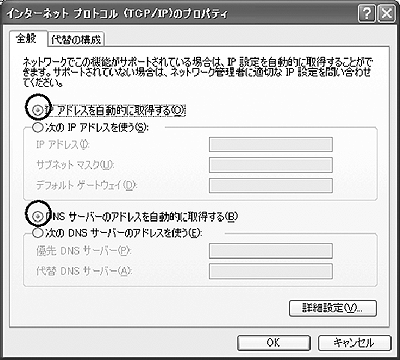 インターネット プロトコル (TCP/IP)のプロパティ
全般
代替の構成
ネットワークでこの機能がサポートされている場合は、IP 設定を自動的に取得することがで
きます。サポートされていない場合は、ネットワーク管理者に適切な IP 設定を問い合わせ
てください。
IP アドレスを自動的に取得する(O)
次の IP アドレスを使う(S):
IP アドレス(I):
サブネット マスク(U):
デフォルト ゲートウェイ(D):
DNS サーバーのアドレスを自動的に取得する(B)
次の DNS サーバーのアドレスを使う(E):
優先 DNS サーバー(P):
代替 DNS サーバー(A):
詳細設定(V)...
OK
キャンセル